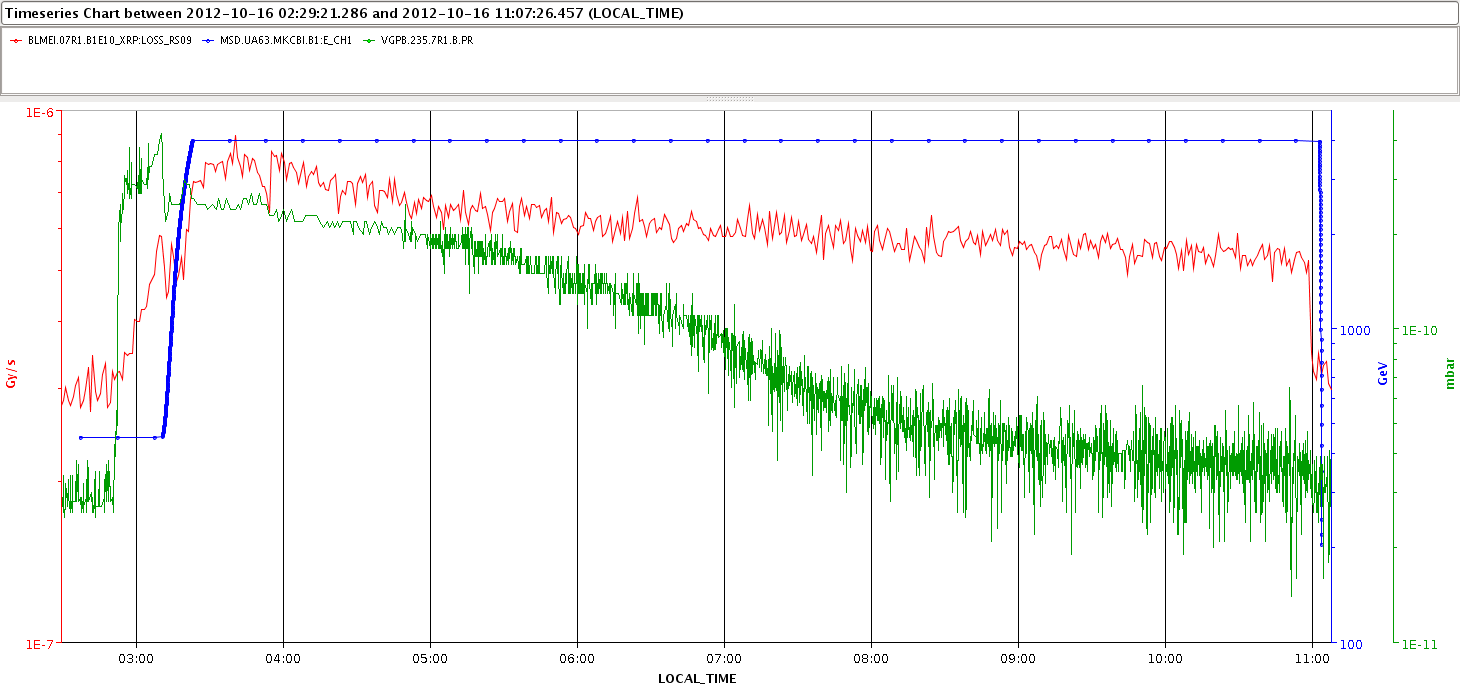 Timeseries Chart between 2012-10-16 02:29:21.286 and 2012-10-16 11:07:26.457 (LOCAL_TIME)
BLMEI.07R1.B1E10_XRP:LOSS_RS09 MSD.UA63.MKCBI.B1:E_CH1 VGPB.235.7R1.B.PR
1E-6
1000
1E-10
Gy/s
GeV
mbar
1E-7
100
1E-11
03:00 04:00 05:00 06:00 07:00 08:00 09:00 10:00 11:00
LOCAL_TIME